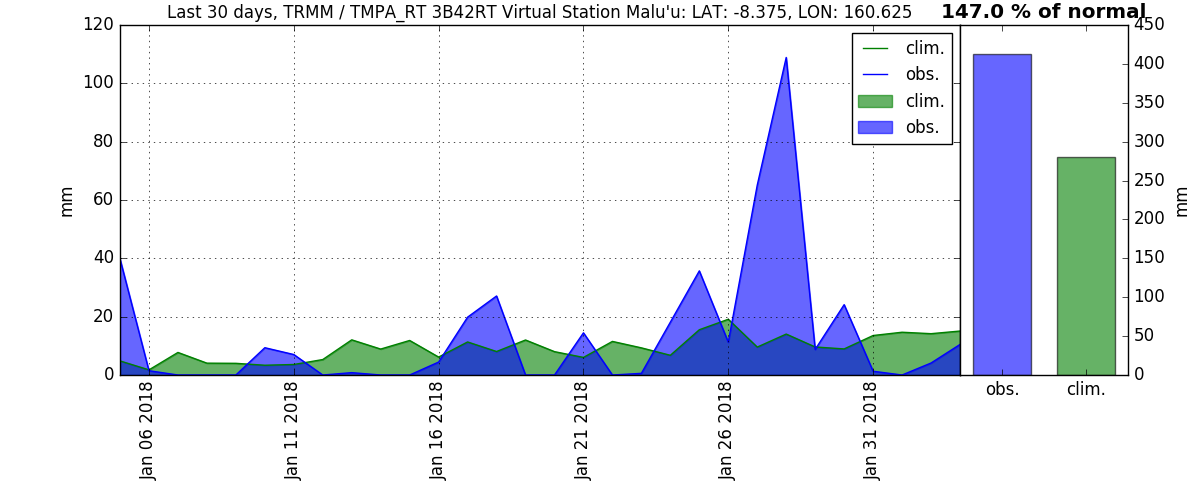 Last 30 days, TRMM / TMPA_RT 3B42RT Virtual Station Malu'u: LAT: -8.375, LON: 160.625
147.0 % of normal
120
100
80
60
40
20
0
mm
clim.
obs.
clim.
obs.
Jan 06 2018
Jan 11 2018
Jan 16 2018
Jan 21 2018
Jan 26 2018
Jan 31 2018
450
400
350
300
250
200
150
100
50
0
mm
obs.
clim.